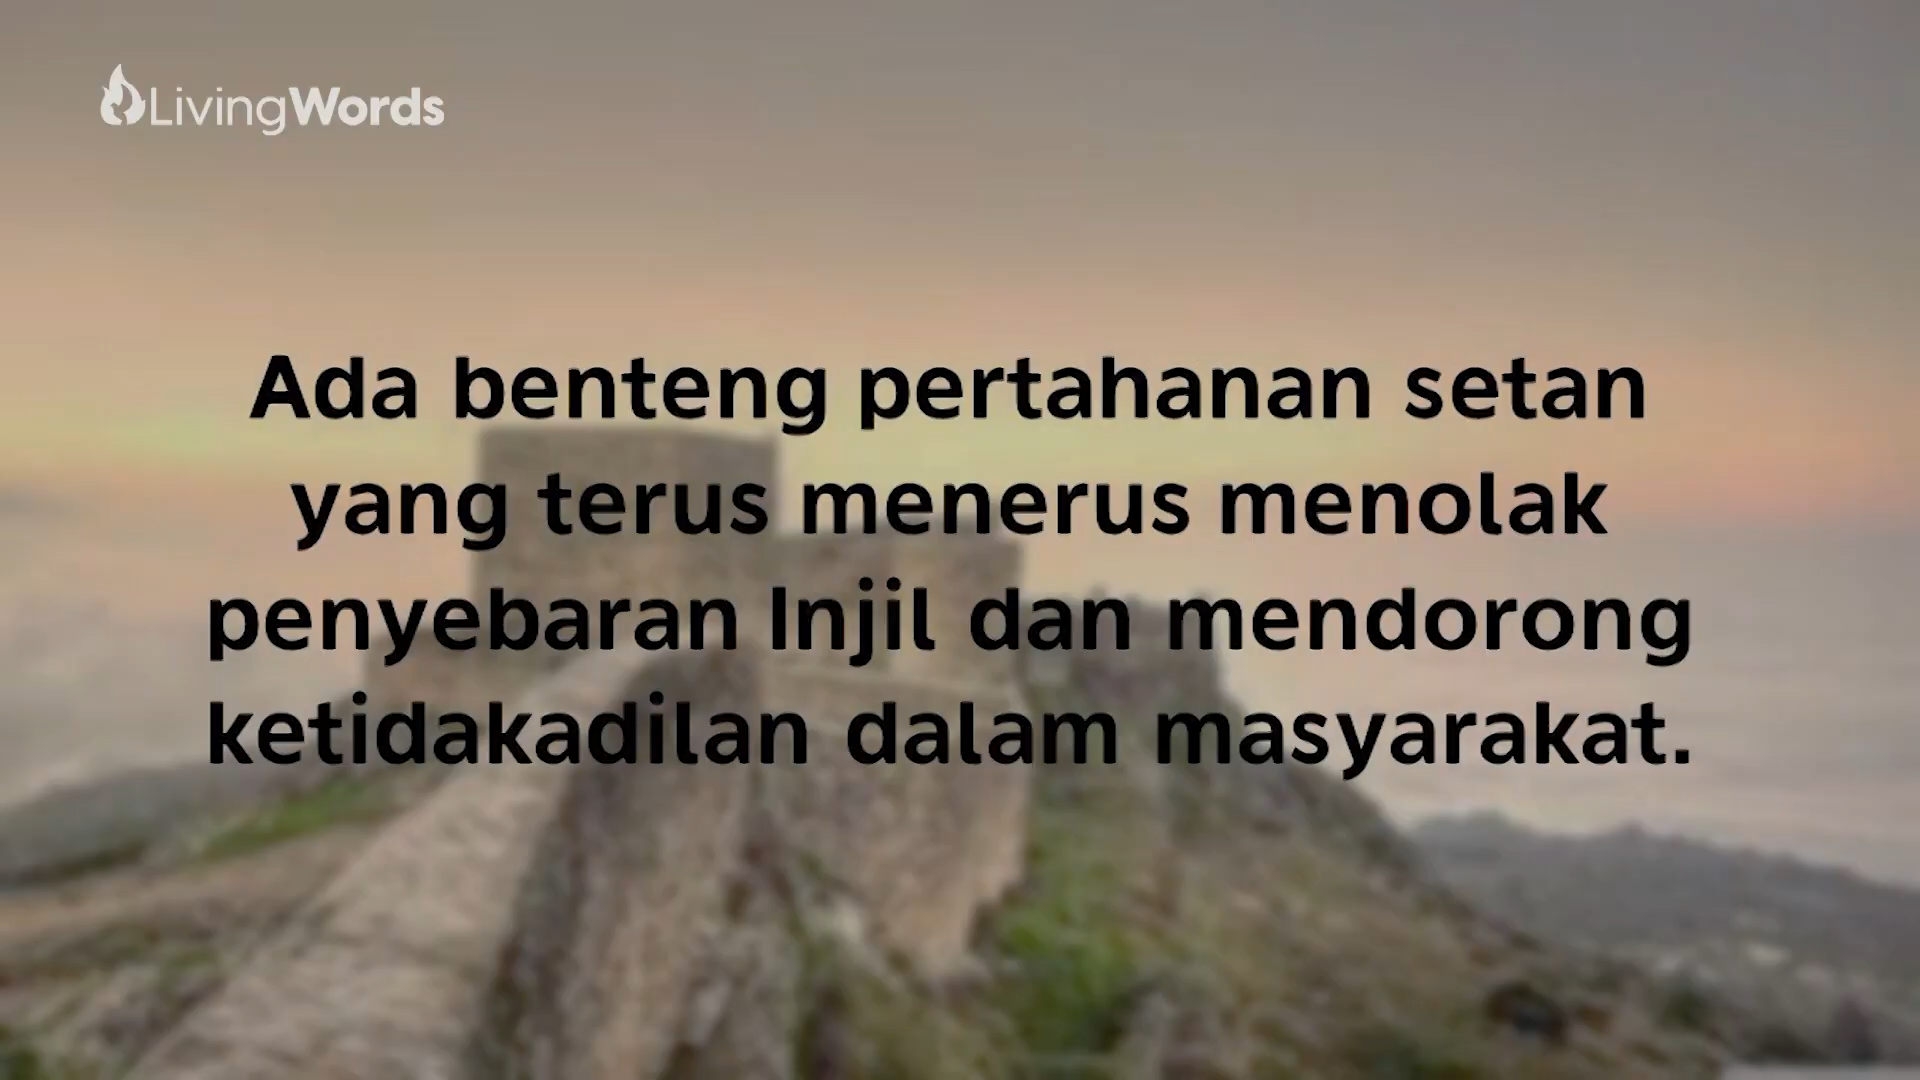 LivingWords
Ada benteng pertahanan setan
yang terus menerus menolak
penyebaran Injil dan mendorong
ketidakadilan dalam masyarakat.